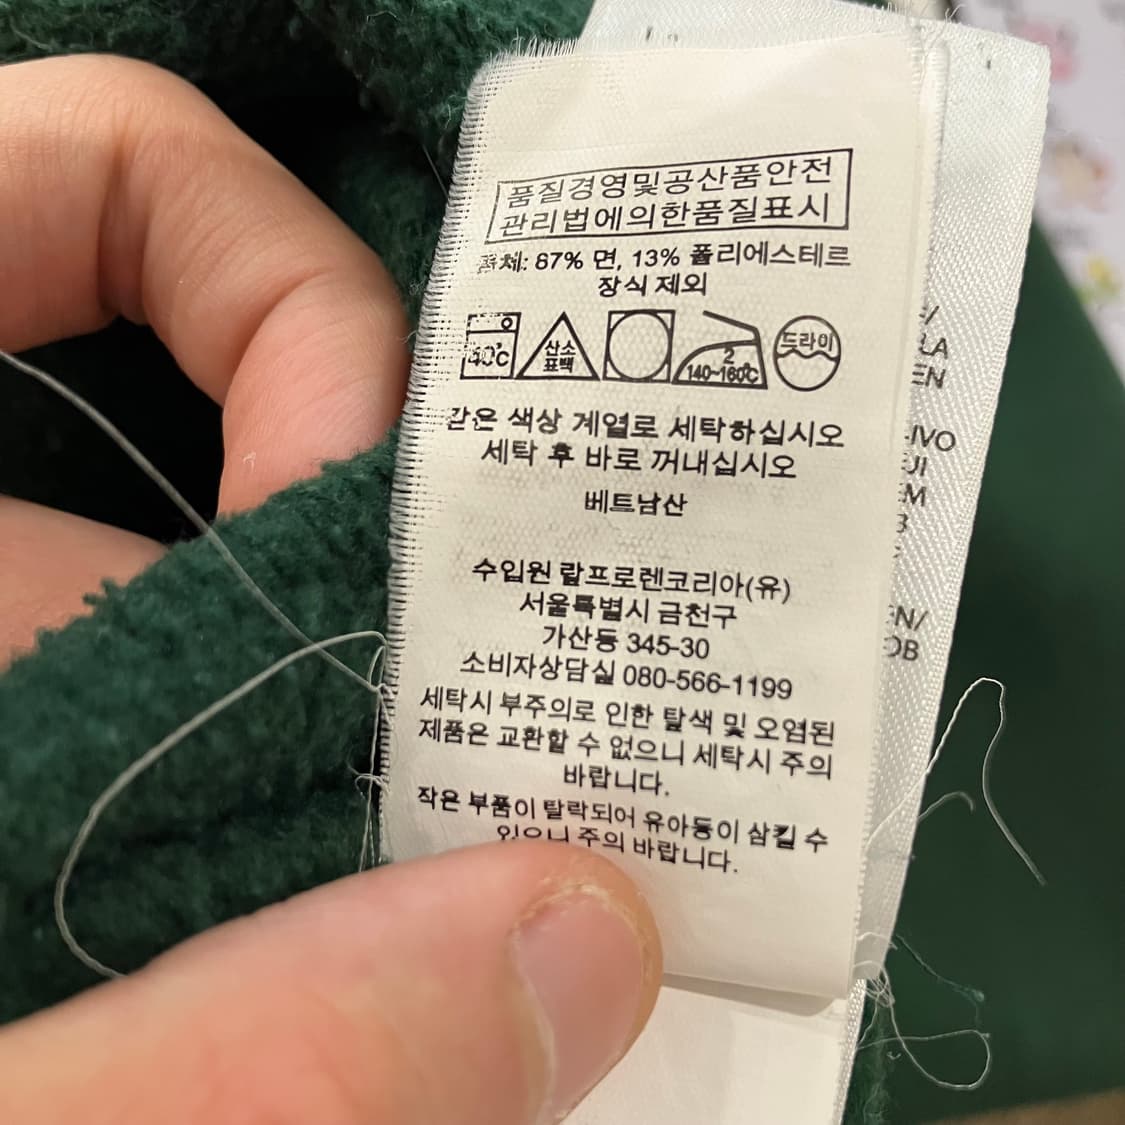 품질경영및공산품안전
관리법에의한품질표시
몸체: 87% 면, 13% 폴리에스테르
장식 제외
40℃
산소
표백
2
140~160℃
드라이
같은 색상 계열로 세탁하십시오
세탁 후 바로 꺼내십시오
베트남산
수입원 랄프로렌코리아(유)
서울특별시 금천구
가산동 345-30
소비자상담실 080-566-1199
세탁시 부주의로 인한 탈색 및 오염된
제품은 교환할 수 없으니 세탁시 주의
바랍니다.
작은 부품이 탈락되어 유아등이 삼킬 수
있으니 주의 바랍니다.
LA
EN
IVO
JI
M
EN/
OB